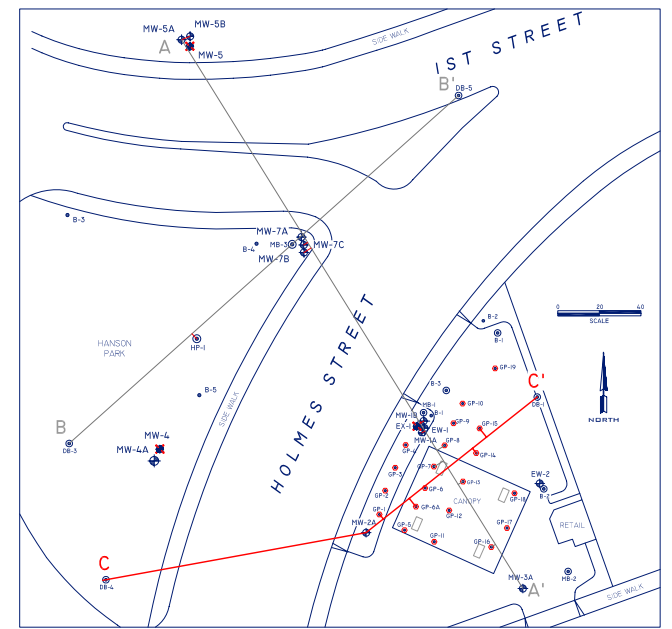 MW-5A
MW-5B
A
MW-5
SIDE WALK
1ST STREET
B'
DB-5
B-3
MW-7A
B-4
MB-3
MW-7C
MW-7B
0 20 40
SCALE
B-2
B-1
HANSON
PARK
HP-1
HOLMES STREET
GP-19
C'
NORTH
B-5
B-3
DB-1
SIDE WALK
MB-1
GP-10
MW-1B
B-1
GP-9
GP-15
EX-1
EW-1
MW-1A
B
DB-3
MW-4
MW-4A
GP-4
GP-8
GP-14
GP-3
GP-7
EW-2
GP-13
B-2
GP-2
GP-6
CANOPY
GP-18
GP-1
GP-6A
GP-12
MW-2A
GP-5
GP-17
RETAIL
GP-11
GP-16
C
DB-4
MW-3A
A'
MB-2
SIDE WALK